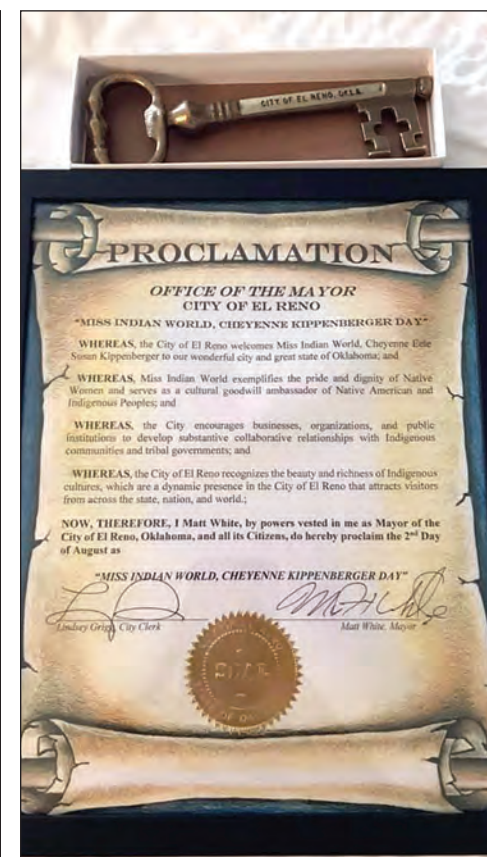 CITY OF EL RENO, OKLA.
PROCLAMATION
OFFICE OF THE MAYOR
CITY OF EL RENO
"MISS INDIAN WORLD, CHEYENNE KIPPENBERGER DAY"
WHEREAS, the City of El Reno welcomes Miss Indian World, Cheyenne
Susan Kippenberger to our wonderful city and great state of Oklahoma; and
WHEREAS, Miss Indian World exemplifies the pride and dignity of Native
Women and serves as a cultural goodwill ambassador of Native American and
Indigenous Peoples; and
WHEREAS, the City encourages businesses, organizations, and public
institutions to develop substantive collaborative relationships with Indigenous
communities and tribal governments; and
WHEREAS, the City of El Reno recognizes the beauty and richness of Indigenous
cultures, which are a dynamic presence in the City of El Reno that attracts visitors
from across the state, nation, and world.;
NOW, THEREFORE, I Matt White, by powers vested in me as Mayor of the
City of El Reno, Oklahoma, and all its Citizens, do hereby proclaim the 2nd Day
of August as
"MISS INDIAN WORLD, CHEYENNE KIPPENBERGER DAY"
Lindsey Grigg, City Clerk
Matt White, Mayor
SEAL